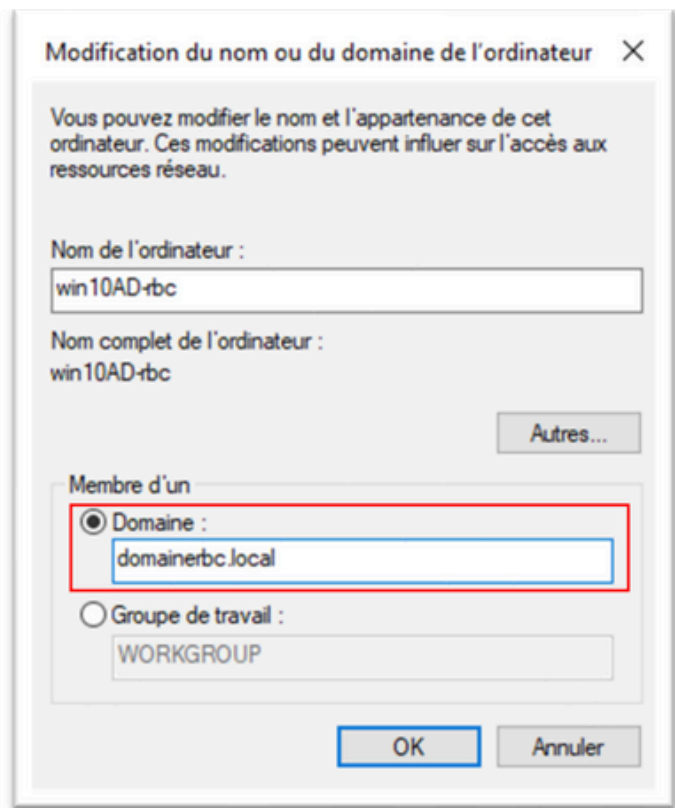 Modification du nom ou du domaine de l'ordinateur
Vous pouvez modifier le nom et l'appartenance de cet
ordinateur. Ces modifications peuvent influer sur l'accès aux
ressources réseau.
Nom de l'ordinateur :
win10AD-rbc
Nom complet de l'ordinateur :
win10AD-rbc
Autres...
Membre d'un
Domaine :
domainerbc.local
Groupe de travail :
WORKGROUP
OK
Annuler